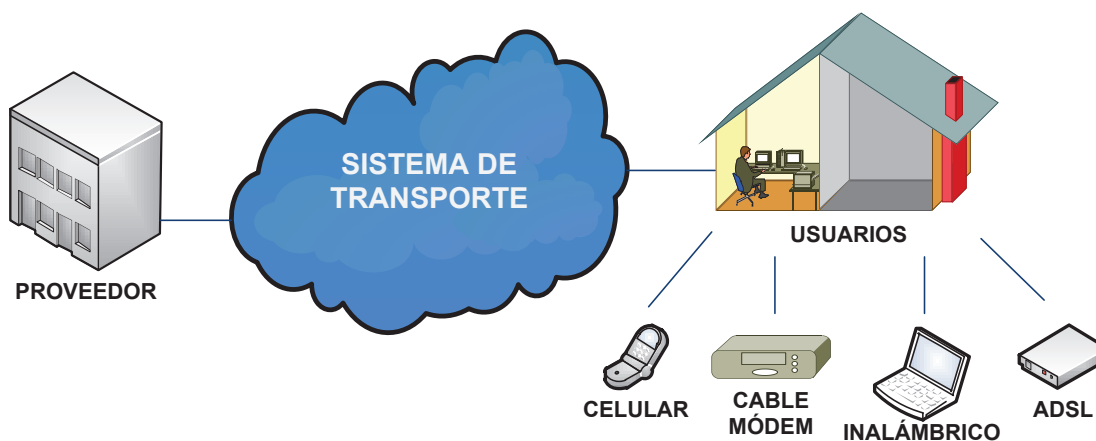 SISTEMA DE
TRANSPORTE
PROVEEDOR
USUARIOS
CELULAR
CABLE
MÓDEM
INALÁMBRICO
ADSL